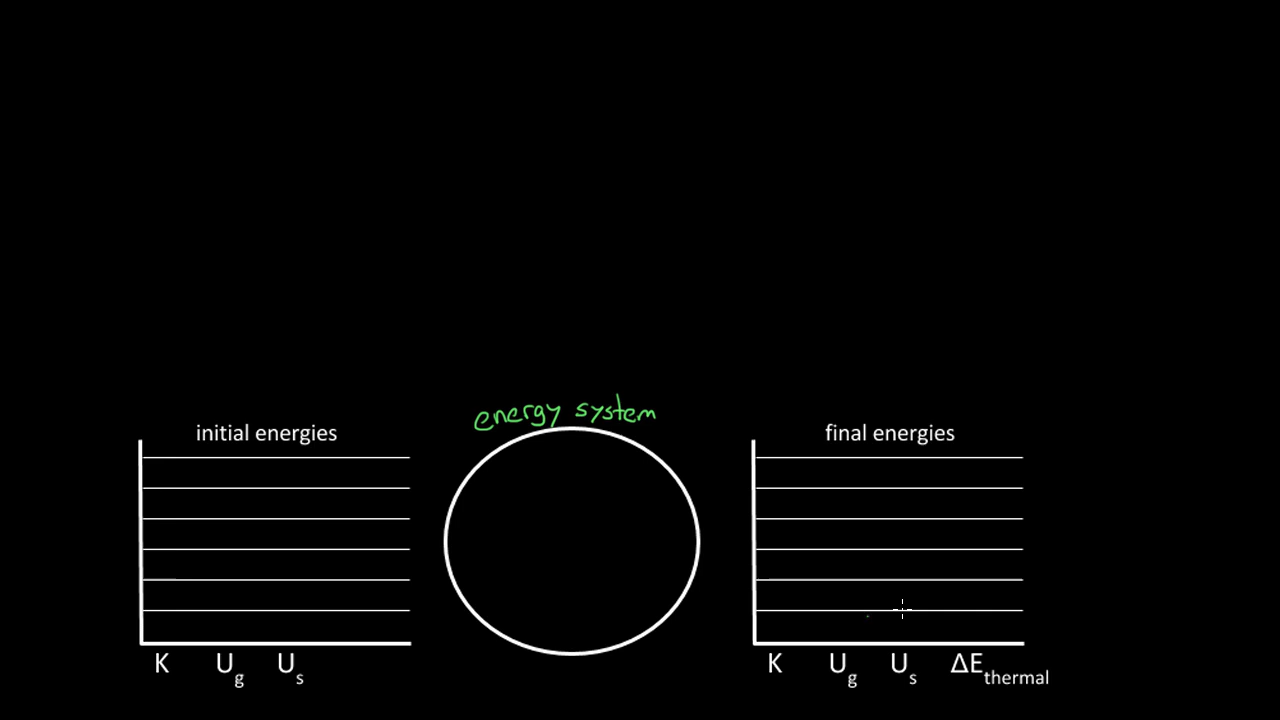 energy system
initial energies
final energies
K U_g U_s
K U_g U_s ΔE_thermal